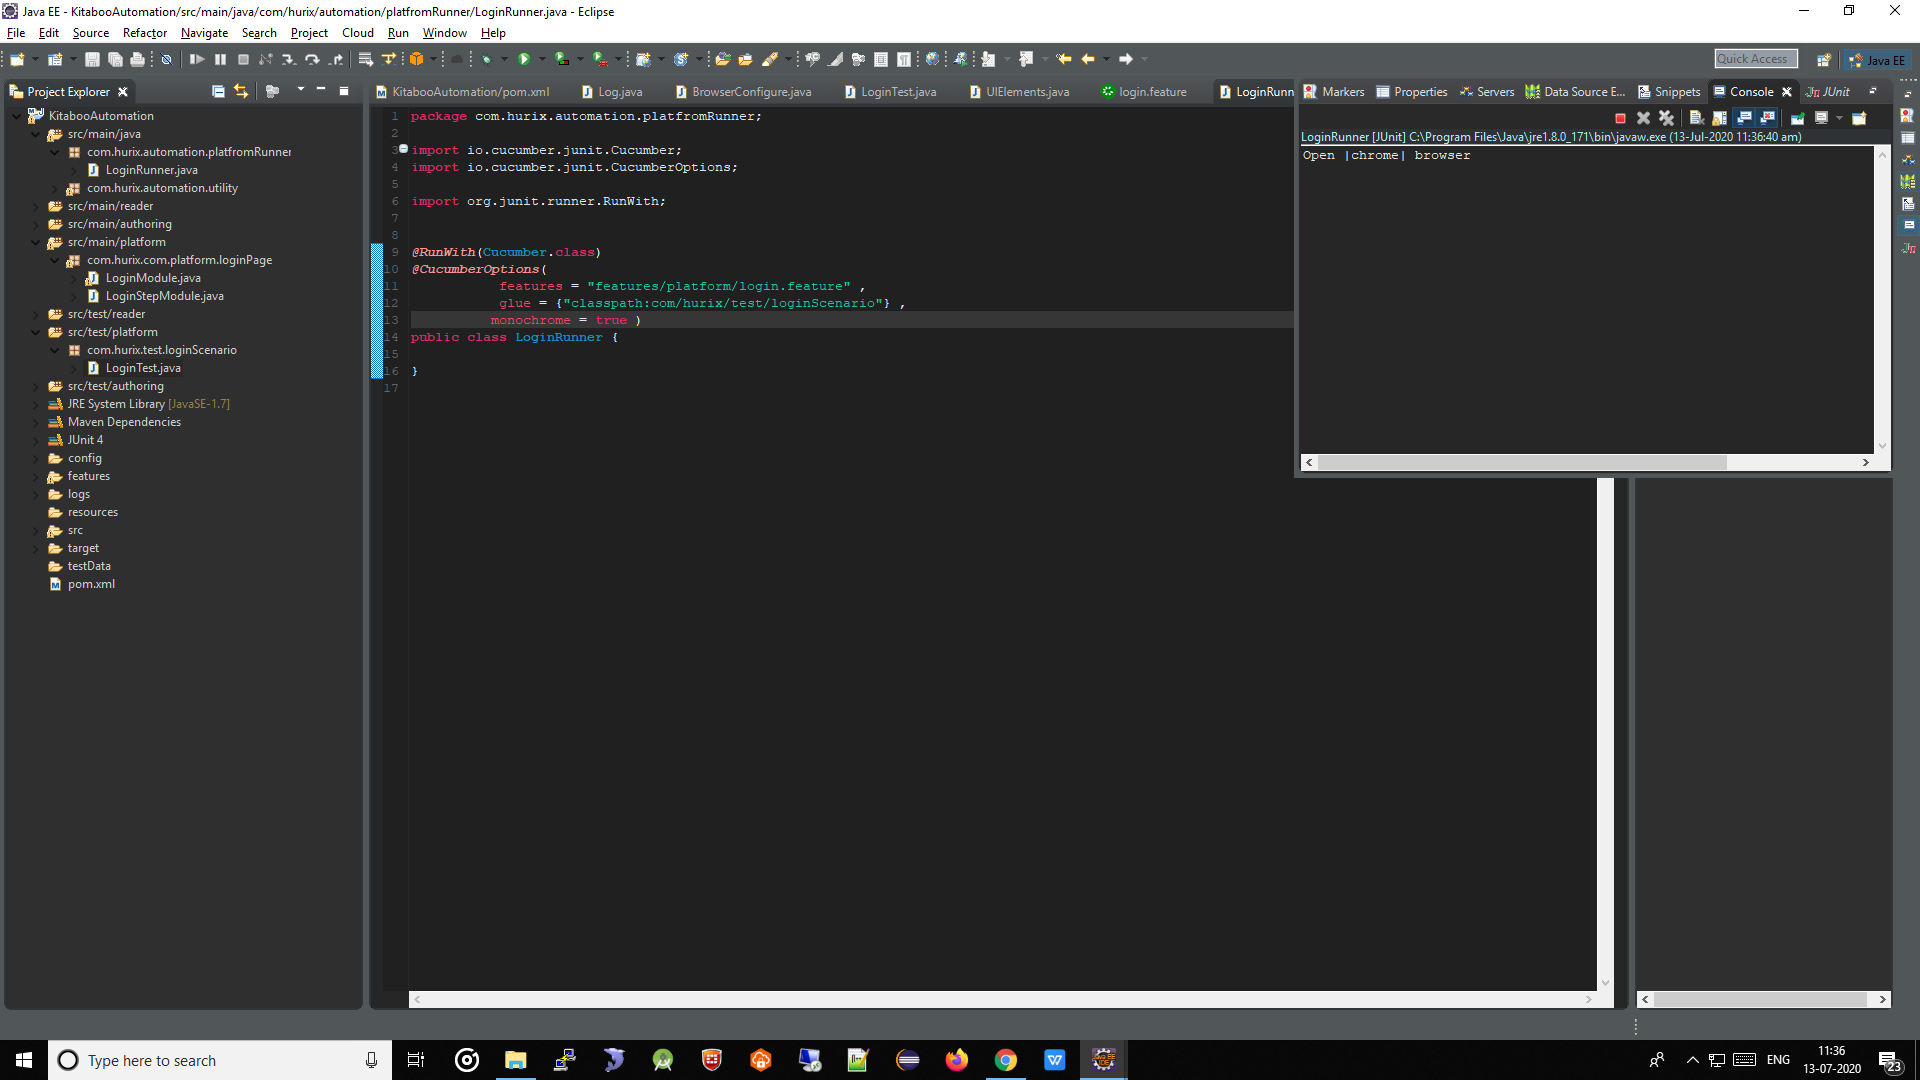 Java EE - KitabooAutomation/src/main/java/com/hurix/automation/platfromRunner/LoginRunner.java - Eclipse
File Edit Source Refactor Navigate Search Project Cloud Run Window Help
Quick Access
Java EE
Project Explorer
KitabooAutomation
src/main/java
com.hurix.automation.platfromRunner
LoginRunner.java
com.hurix.automation.utility
src/main/reader
src/main/authoring
src/main/platform
com.hurix.com.platform.loginPage
LoginModule.java
LoginStepModule.java
src/test/reader
src/test/platform
com.hurix.test.loginScenario
LoginTest.java
src/test/authoring
JRE System Library [JavaSE-1.7]
Maven Dependencies
JUnit 4
config
features
logs
resources
src
target
testData
pom.xml
KitabooAutomation/pom.xml Log.java BrowserConfigure.java LoginTest.java UIElements.java login.feature LoginRunn
1 package com.hurix.automation.platfromRunner;
2
3 import io.cucumber.junit.Cucumber;
4 import io.cucumber.junit.CucumberOptions;
5
6 import org.junit.runner.RunWith;
7
8
9 @RunWith(Cucumber.class)
10 @CucumberOptions(
11 features = "features/platform/login.feature" ,
12 glue = {"classpath:com/hurix/test/loginScenario"} ,
13 monochrome = true )
14 public class LoginRunner {
15
16 }
17
Markers Properties Servers Data Source E... Snippets Console JUnit
LoginRunner [JUnit] C:\Program Files\Java\jre1.8.0_171\bin\javaw.exe (13-Jul-2020 11:36:40 am)
Open |chrome| browser
Type here to search
ENG
11:36
13-07-2020
23